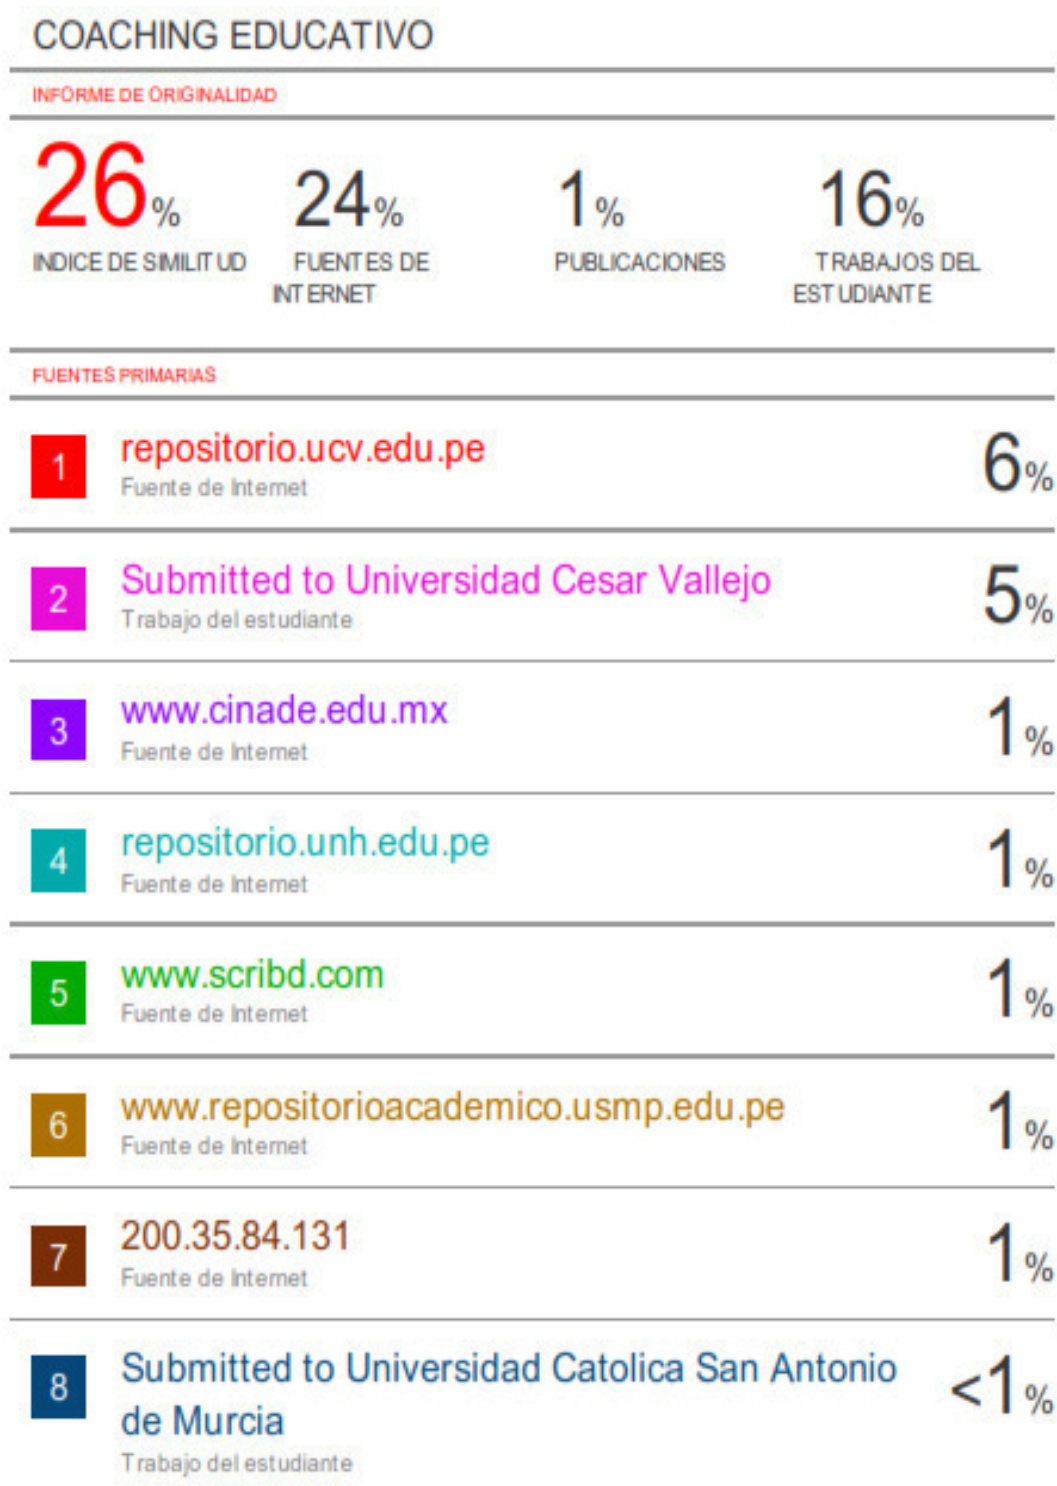 COACHING EDUCATIVO
INFORME DE ORIGINALIDAD
26% 24% 1% 16%
INDICE DE SIMILITUD FUENTES DE INTERNET PUBLICACIONES TRABAJOS DEL ESTUDIANTE
FUENTES PRIMARIAS
1 repositorio.ucv.edu.pe 6%
Fuente de Internet
2 Submitted to Universidad Cesar Vallejo 5%
Trabajo del estudiante
3 www.cinade.edu.mx 1%
Fuente de Internet
4 repositorio.unh.edu.pe 1%
Fuente de Internet
5 www.scribd.com 1%
Fuente de Internet
6 www.repositorioacademico.usmp.edu.pe 1%
Fuente de Internet
7 200.35.84.131 1%
Fuente de Internet
8 Submitted to Universidad Catolica San Antonio <1%
de Murcia
Trabajo del estudiante